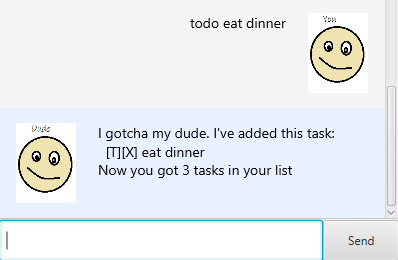 You
todo eat dinner
Dude
I gotcha my dude. I've added this task:
[T][X] eat dinner
Now you got 3 tasks in your list
Send